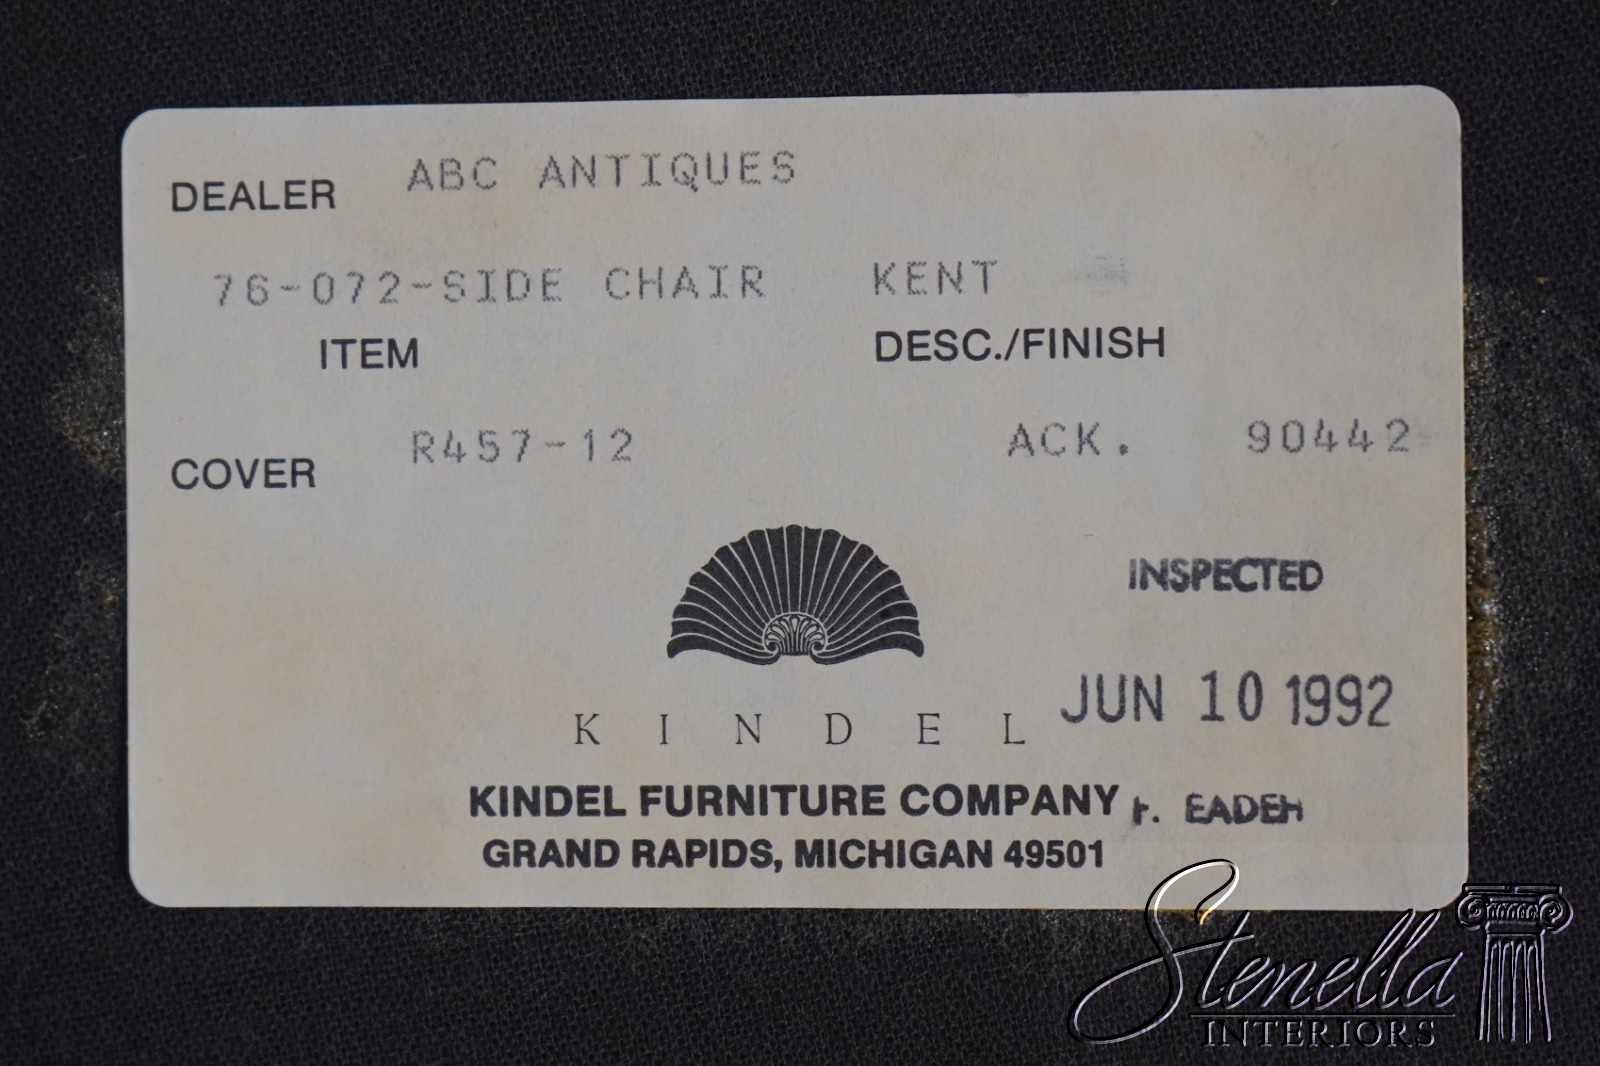 DEALER ABC ANTIQUES
76-072-SIDE CHAIR KENT
ITEM DESC./FINISH
COVER R457-12 ACK. 90442
INSPECTED
JUN 10 1992
KINDEL
KINDEL FURNITURE COMPANY
GRAND RAPIDS, MICHIGAN 49501
Stenella
INTERIORS